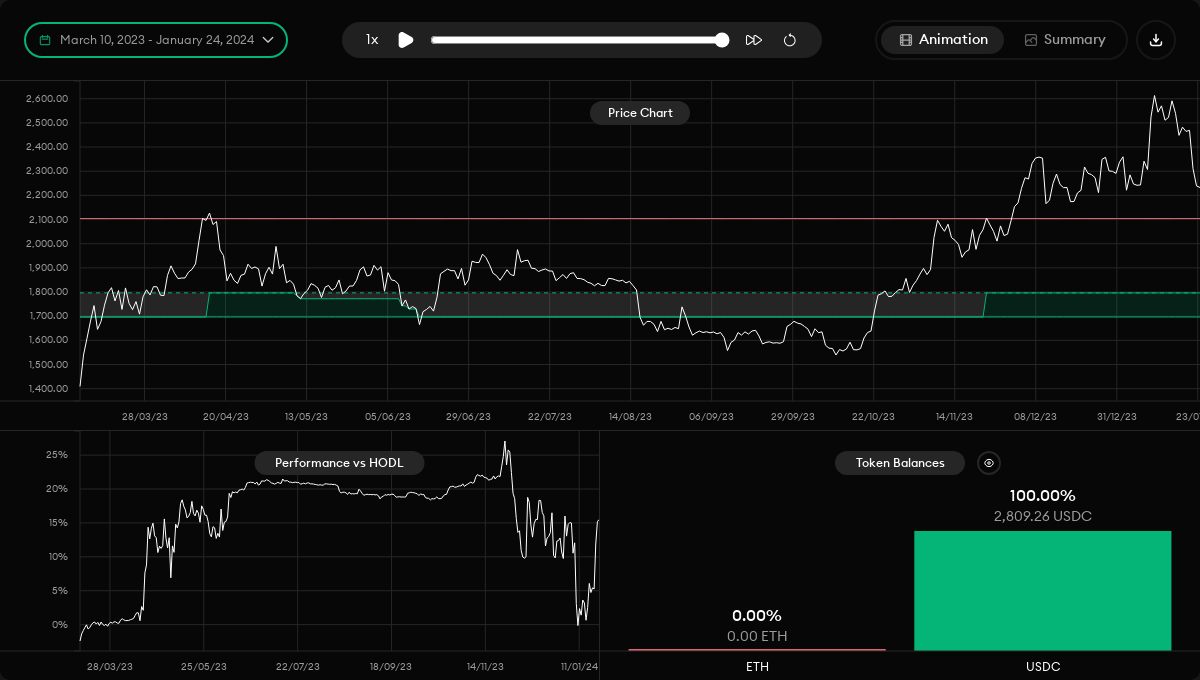 March 10, 2023 - January 24, 2024
1x
Animation
Summary
Price Chart
2,600.00
2,500.00
2,400.00
2,300.00
2,200.00
2,100.00
2,000.00
1,900.00
1,800.00
1,700.00
1,600.00
1,500.00
1,400.00
28/03/23 20/04/23 13/05/23 05/06/23 29/06/23 22/07/23 14/08/23 06/09/23 29/09/23 22/10/23 14/11/23 08/12/23 31/12/23 23/0
Performance vs HODL
25%
20%
15%
10%
5%
0%
28/03/23 25/05/23 22/07/23 18/09/23 14/11/23 11/01/24
Token Balances
100.00%
2,809.26 USDC
0.00%
0.00 ETH
ETH USDC